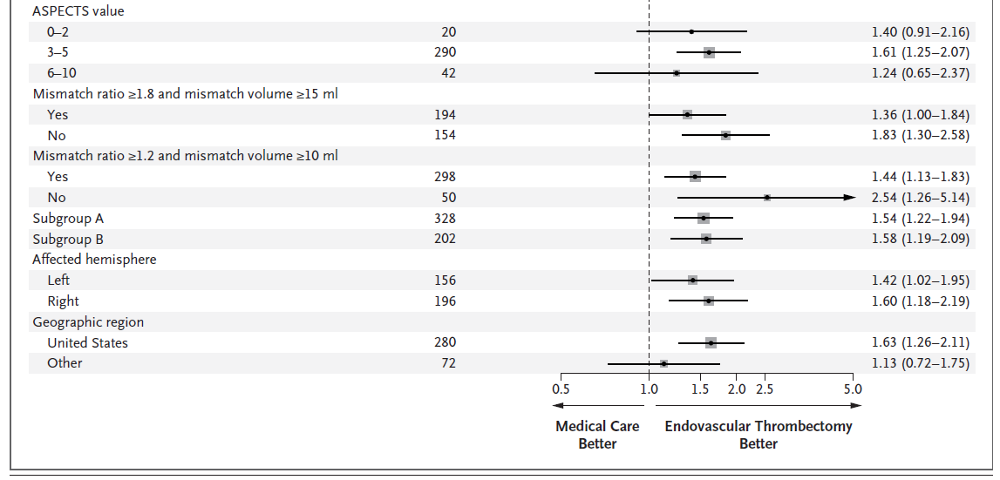 ASPECTS value
0–2 20 1.40 (0.91–2.16)
3–5 290 1.61 (1.25–2.07)
6–10 42 1.24 (0.65–2.37)
Mismatch ratio ≥1.8 and mismatch volume ≥15 ml
Yes 194 1.36 (1.00–1.84)
No 154 1.83 (1.30–2.58)
Mismatch ratio ≥1.2 and mismatch volume ≥10 ml
Yes 298 1.44 (1.13–1.83)
No 50 2.54 (1.26–5.14)
Subgroup A 328 1.54 (1.22–1.94)
Subgroup B 202 1.58 (1.19–2.09)
Affected hemisphere
Left 156 1.42 (1.02–1.95)
Right 196 1.60 (1.18–2.19)
Geographic region
United States 280 1.63 (1.26–2.11)
Other 72 1.13 (0.72–1.75)
0.5 1.0 1.5 2.0 2.5 5.0
Medical Care Endovascular Thrombectomy
Better Better